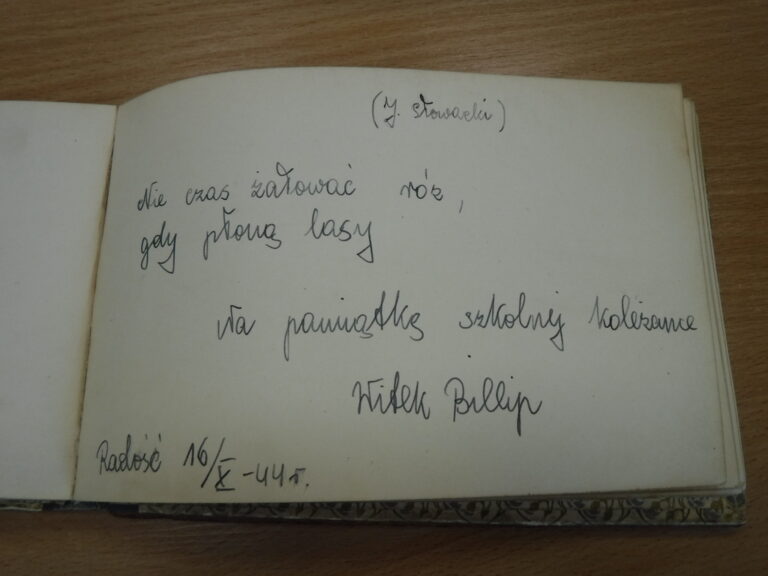 (J. Słowacki)
Nie czas żałować róż,
gdy płoną lasy
Na pamiątkę szkolnej koleżance
Witek Billip
Radość 16/X-44 r.